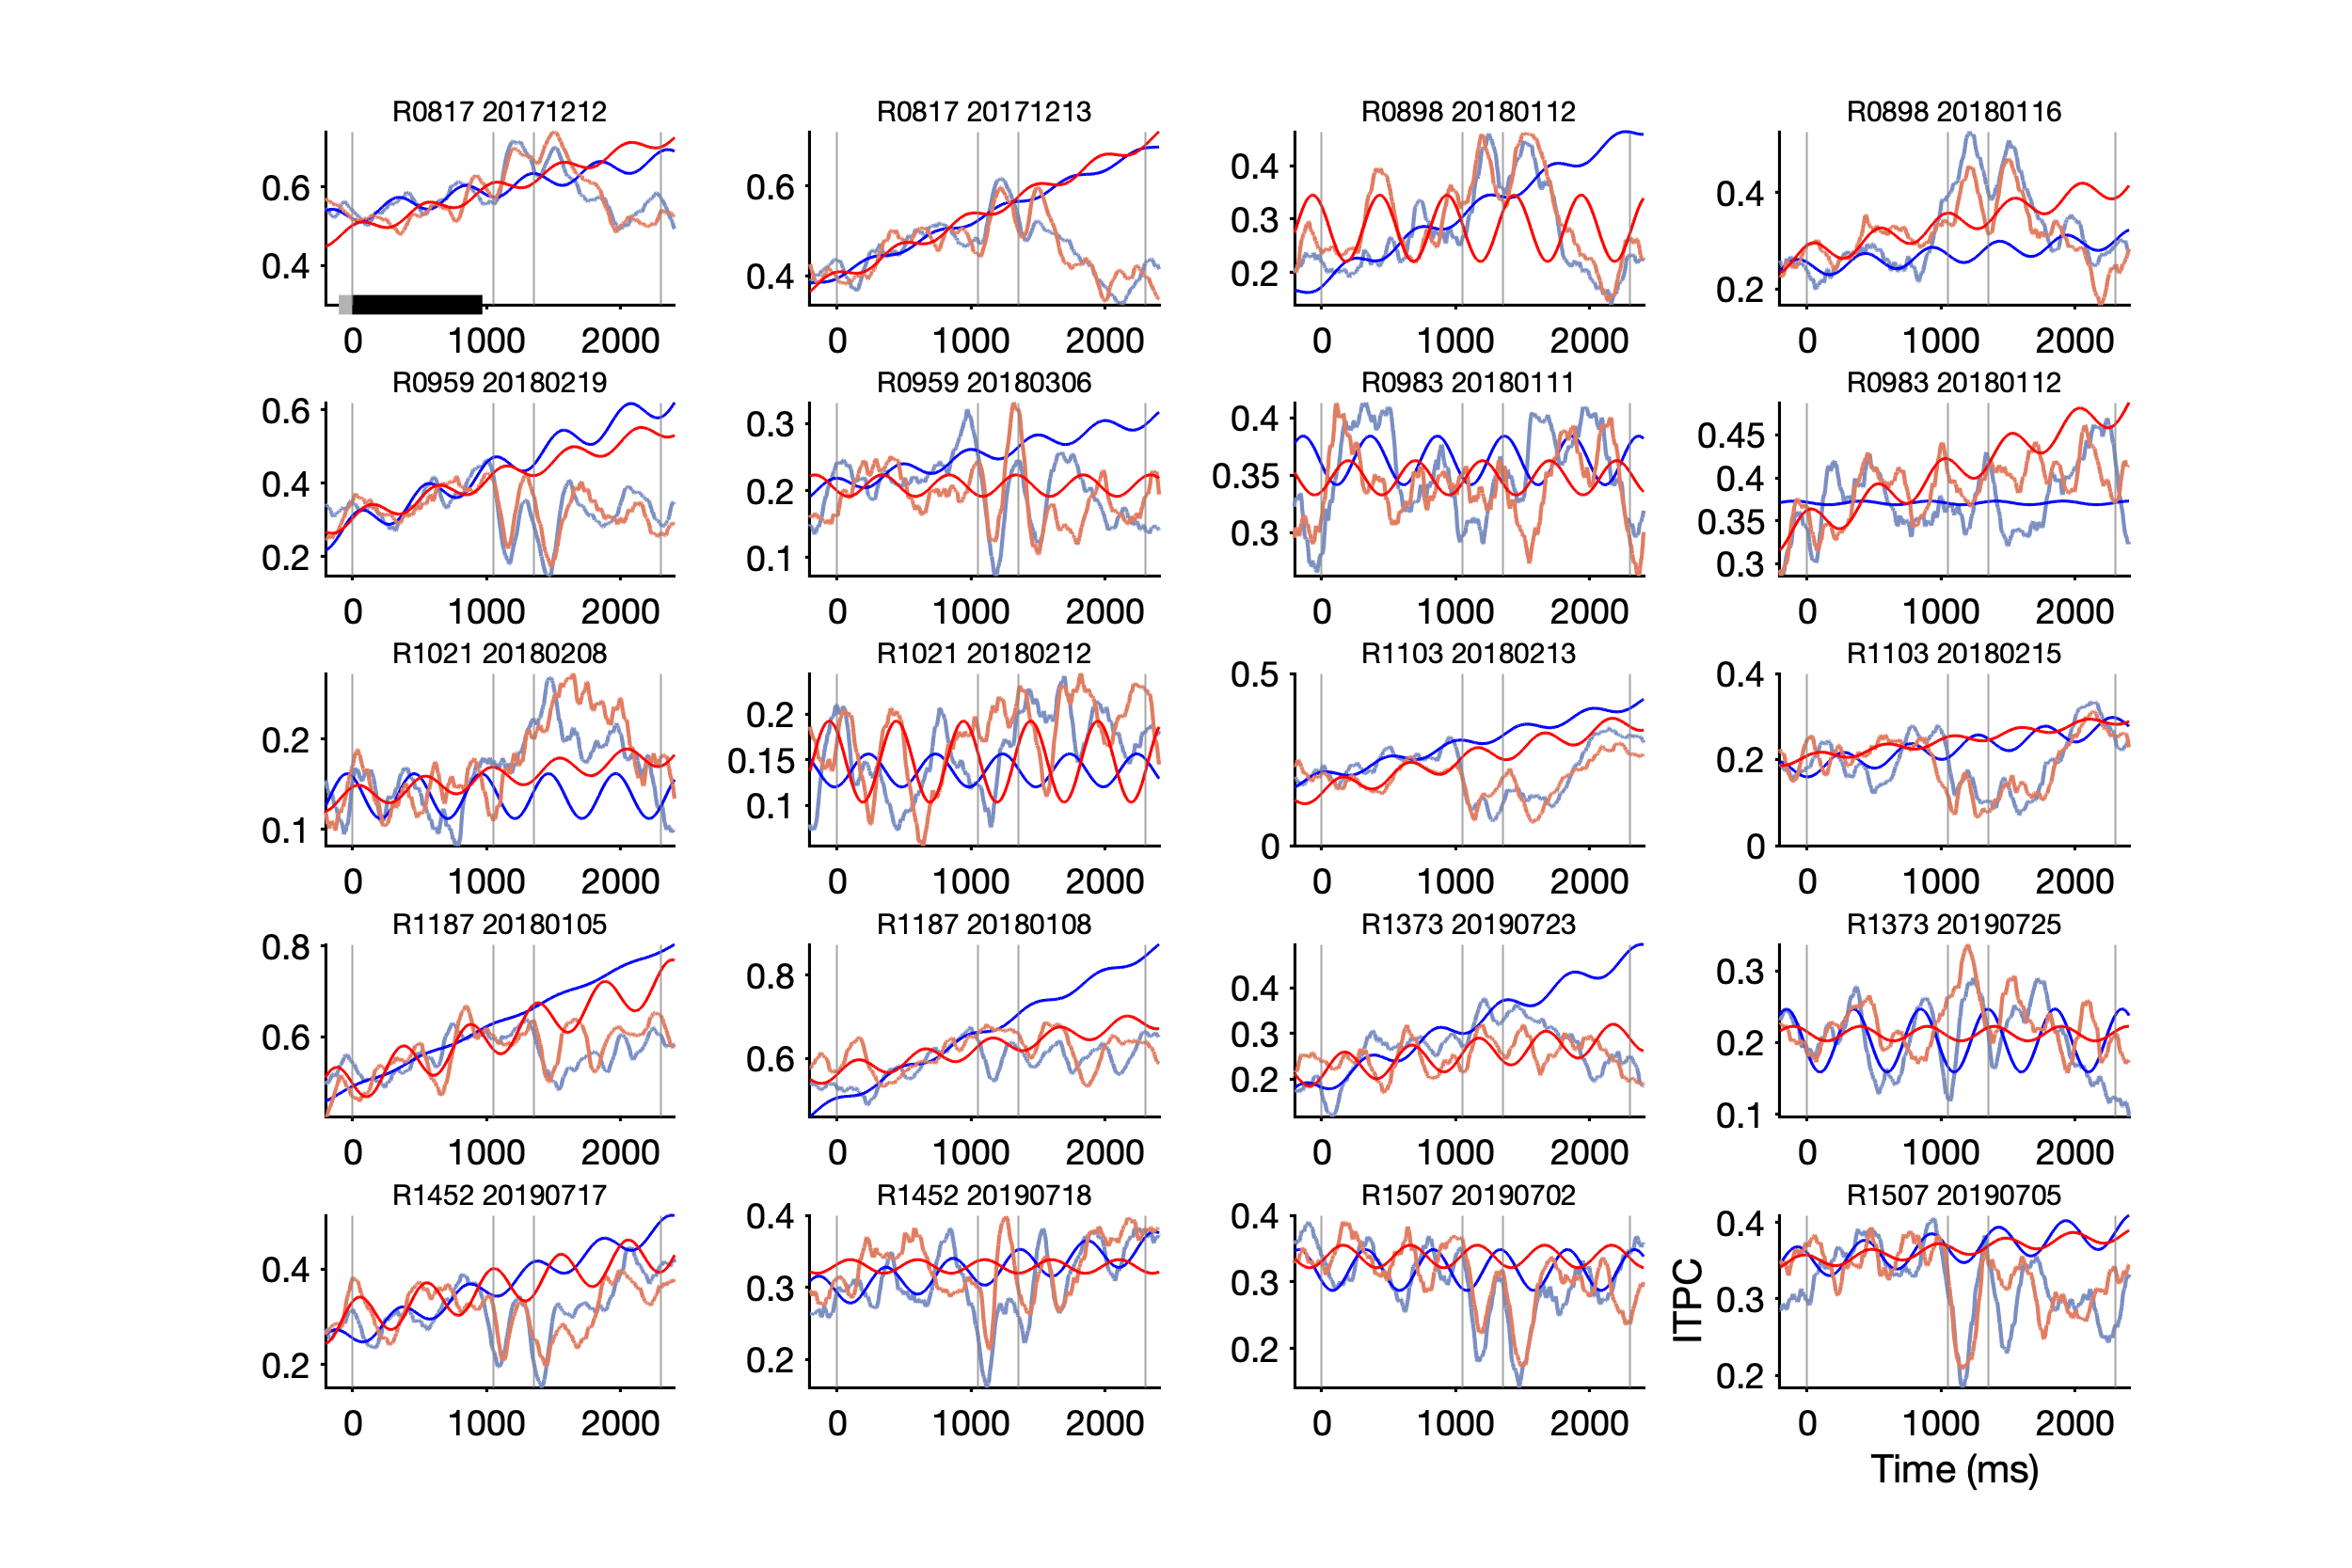 R0817 20171212 R0817 20171213 R0898 20180112 R0898 20180116
0.6 0.6 0.4 0.4
0.4 0.4 0.3 0.2
0.2
0 1000 2000 0 1000 2000 0 1000 2000 0 1000 2000
R0959 20180219 R0959 20180306 R0983 20180111 R0983 20180112
0.6 0.3 0.4 0.45
0.4 0.2 0.35 0.4
0.2 0.1 0.3 0.35
0.3
0 1000 2000 0 1000 2000 0 1000 2000 0 1000 2000
R1021 20180208 R1021 20180212 R1103 20180213 R1103 20180215
0.2 0.2 0.5 0.4
0.1 0.15 0 0.2
0.1 0
0 1000 2000 0 1000 2000 0 1000 2000 0 1000 2000
R1187 20180105 R1187 20180108 R1373 20190723 R1373 20190725
0.8 0.8 0.4 0.3
0.6 0.6 0.3 0.2
0.2 0.1
0 1000 2000 0 1000 2000 0 1000 2000 0 1000 2000
R1452 20190717 R1452 20190718 R1507 20190702 R1507 20190705
0.4 0.4 0.4 0.4
0.2 0.3 0.3 0.3
0.2 0.2 0.2
ITPC
0 1000 2000 0 1000 2000 0 1000 2000 0 1000 2000
Time (ms)